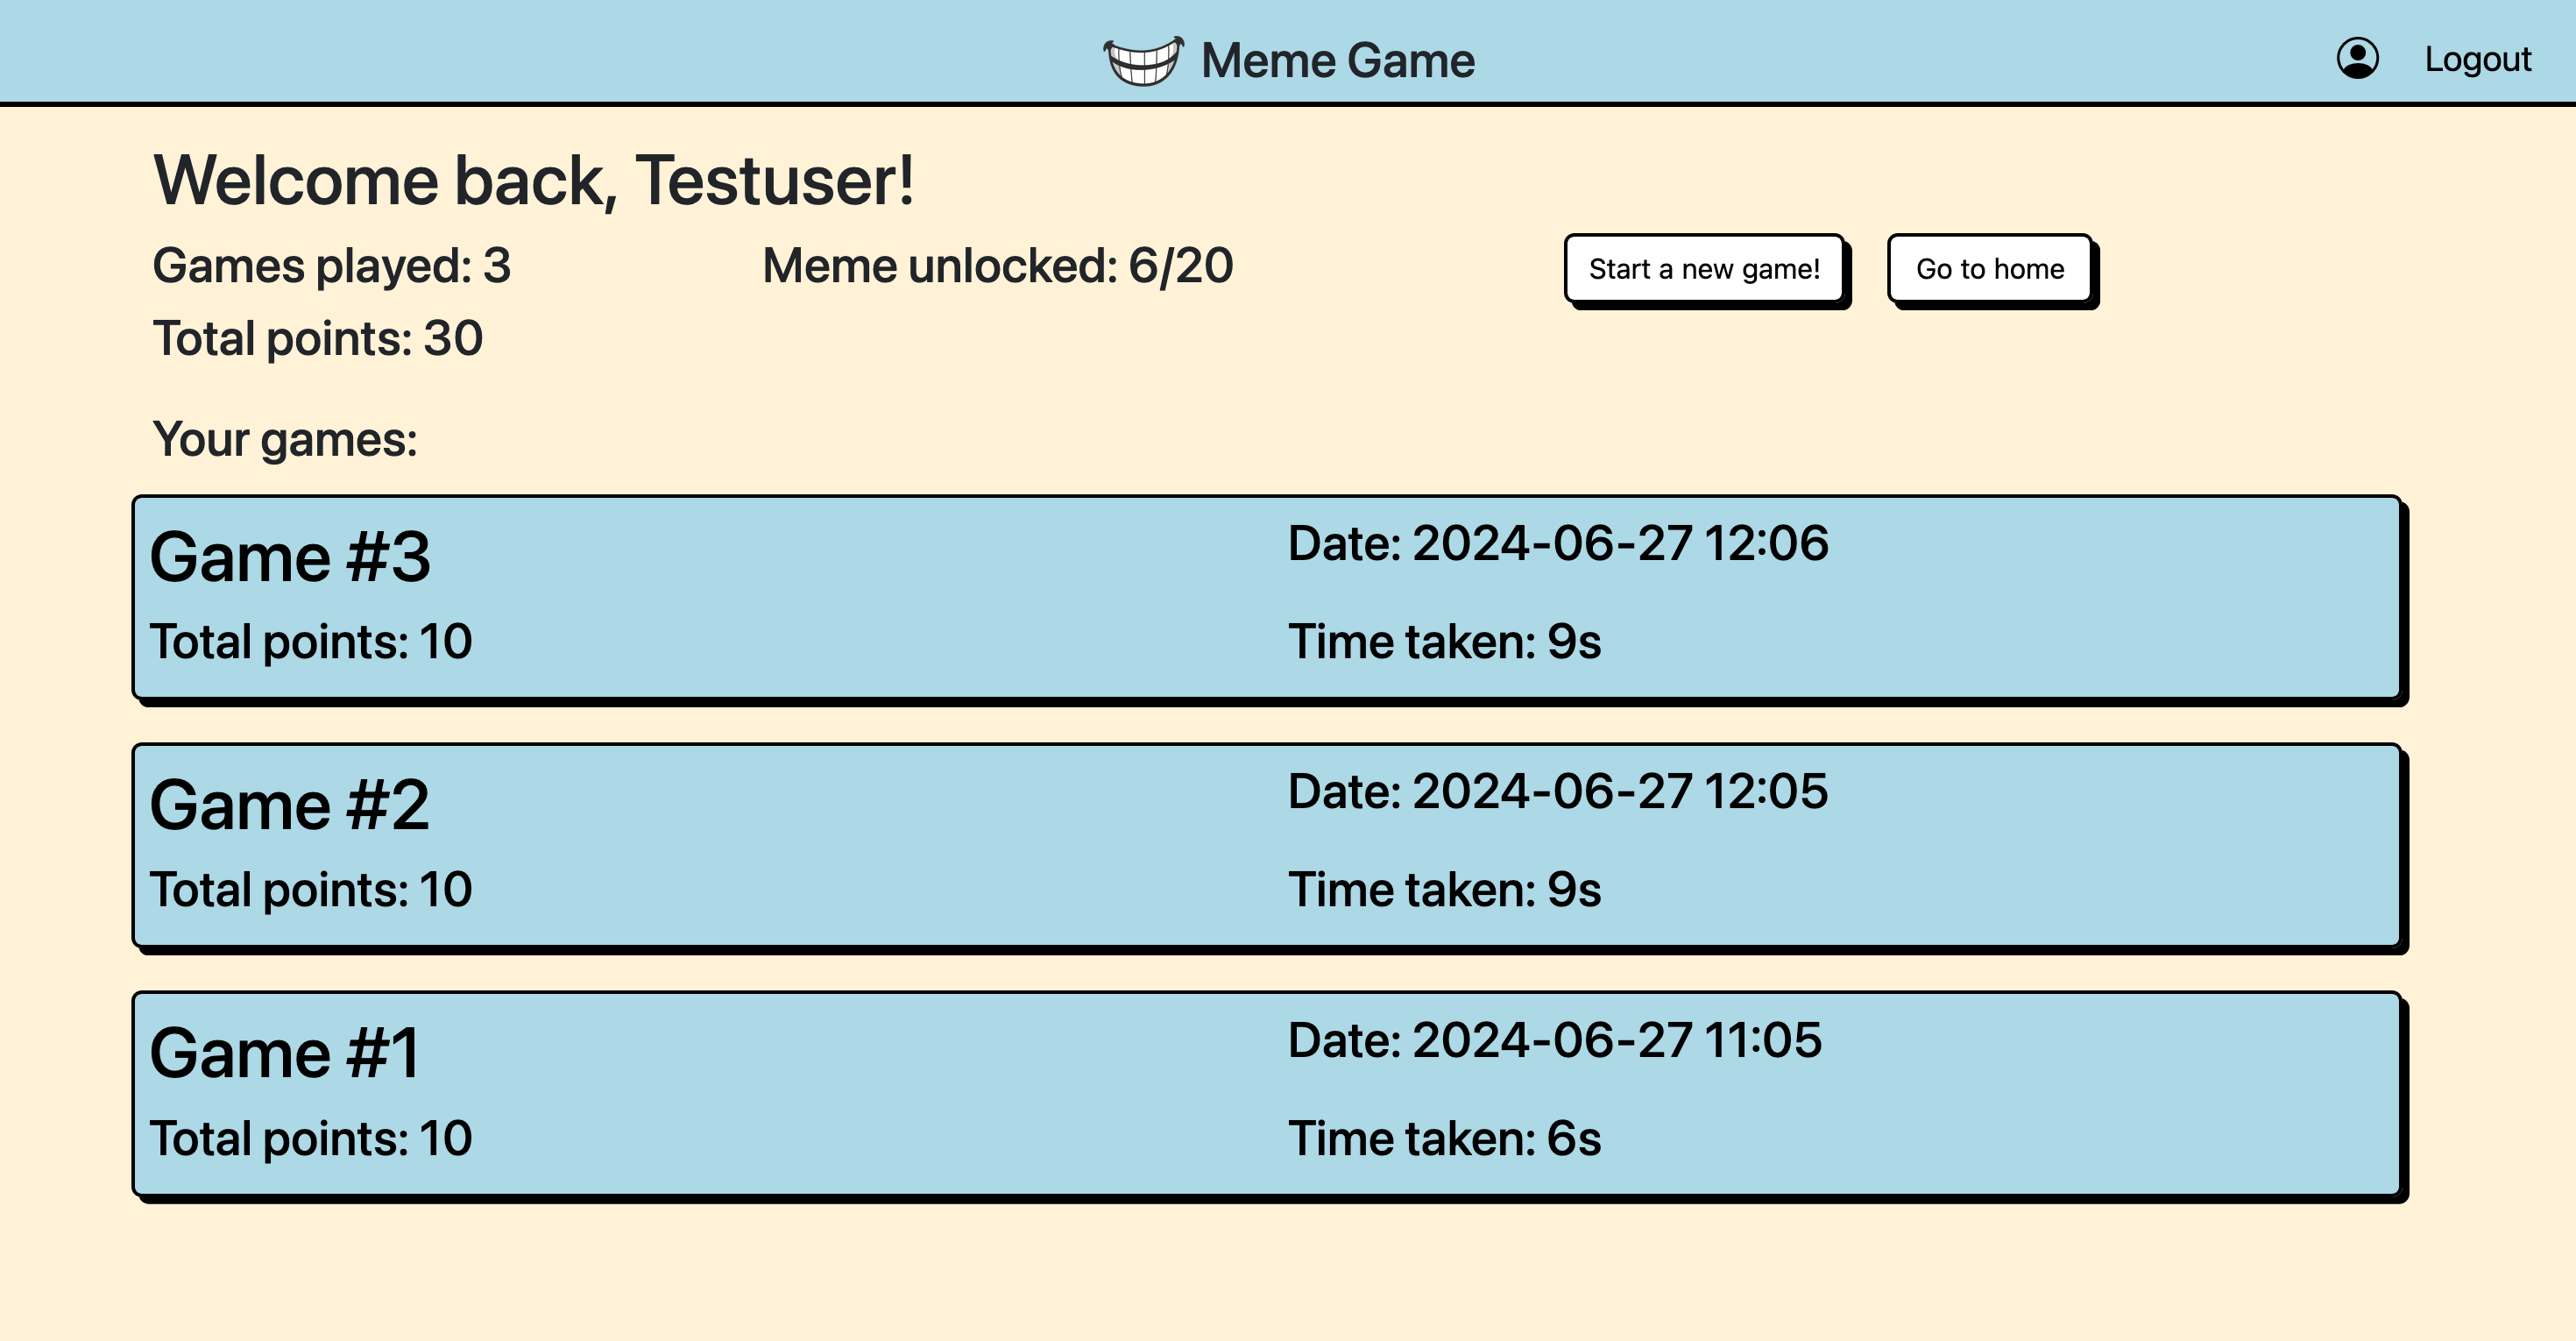 Meme Game
Logout
Welcome back, Testuser!
Games played: 3
Meme unlocked: 6/20
Start a new game!
Go to home
Total points: 30
Your games:
Game #3
Date: 2024-06-27 12:06
Total points: 10
Time taken: 9s
Game #2
Date: 2024-06-27 12:05
Total points: 10
Time taken: 9s
Game #1
Date: 2024-06-27 11:05
Total points: 10
Time taken: 6s